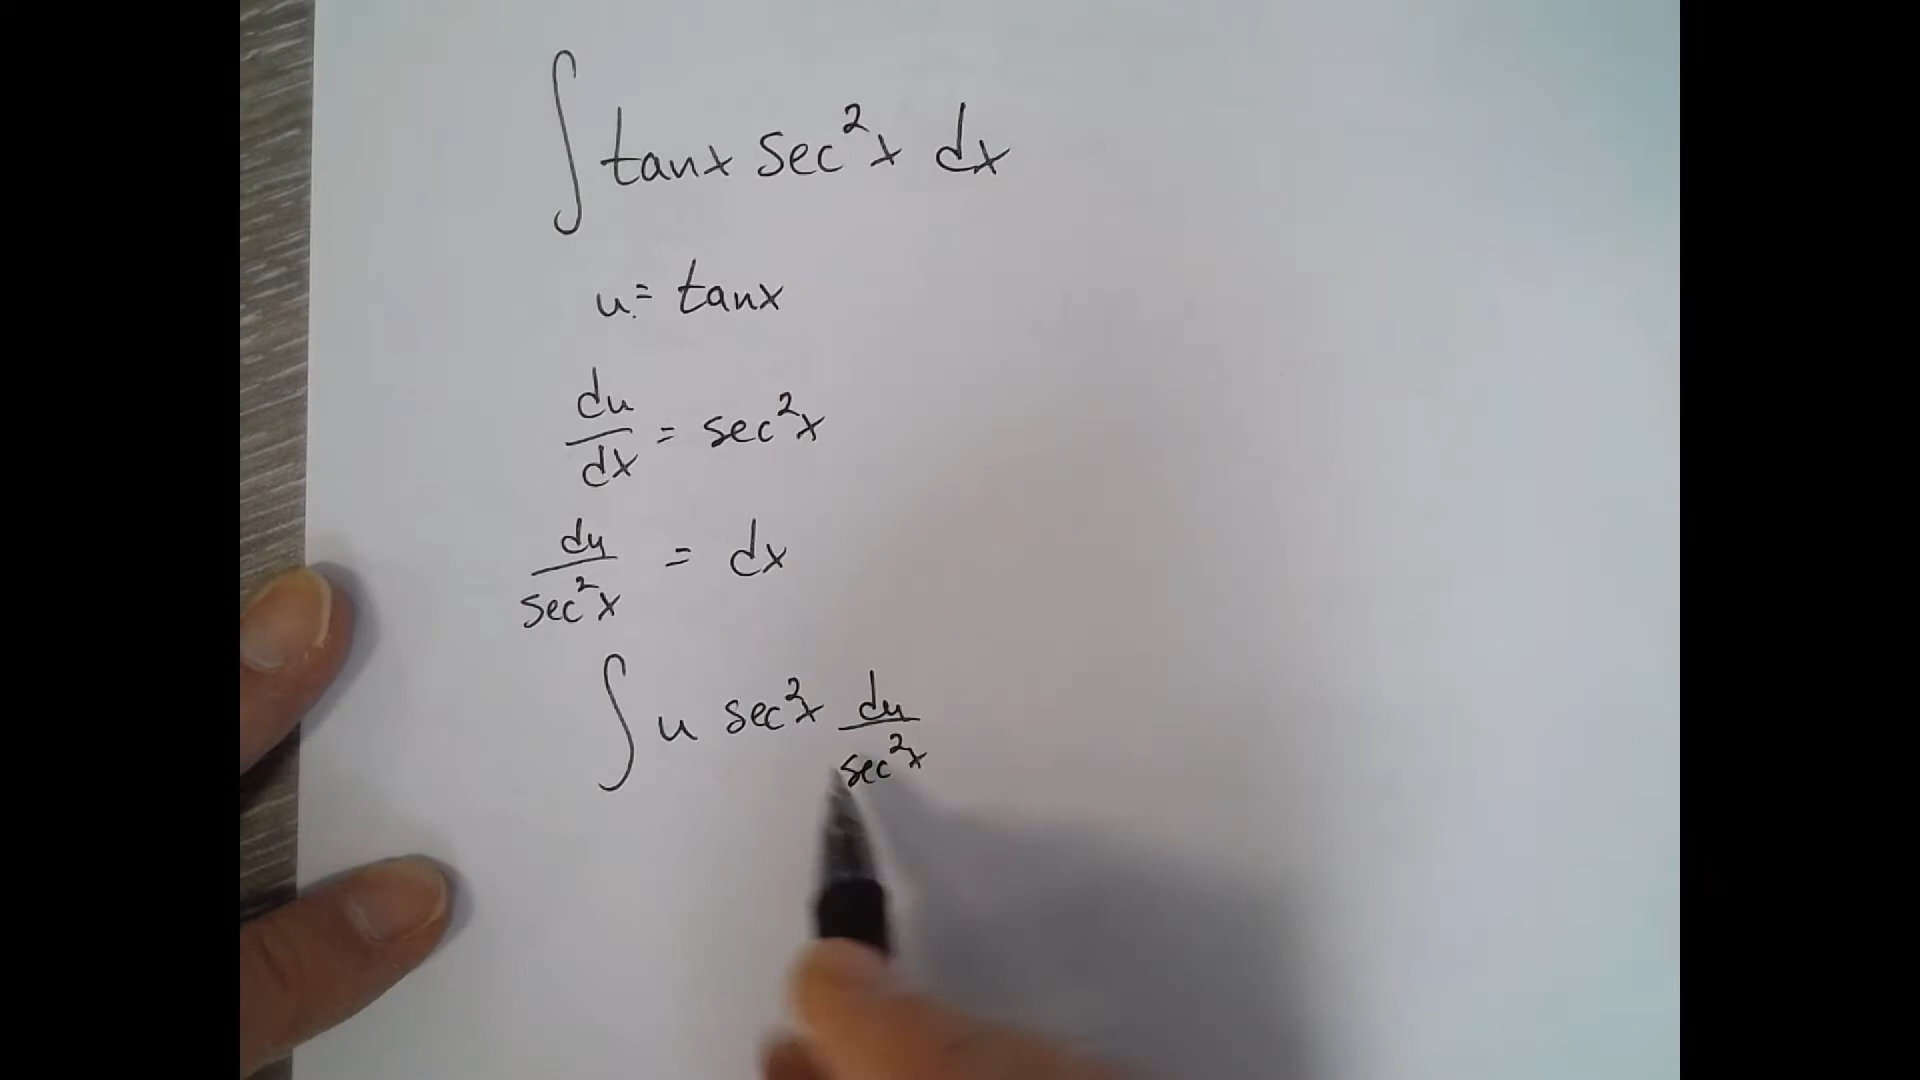 ∫ tanx sec²x dx
u = tanx
du/dx = sec²x
du/sec²x = dx
∫ u sec²x du/sec²x